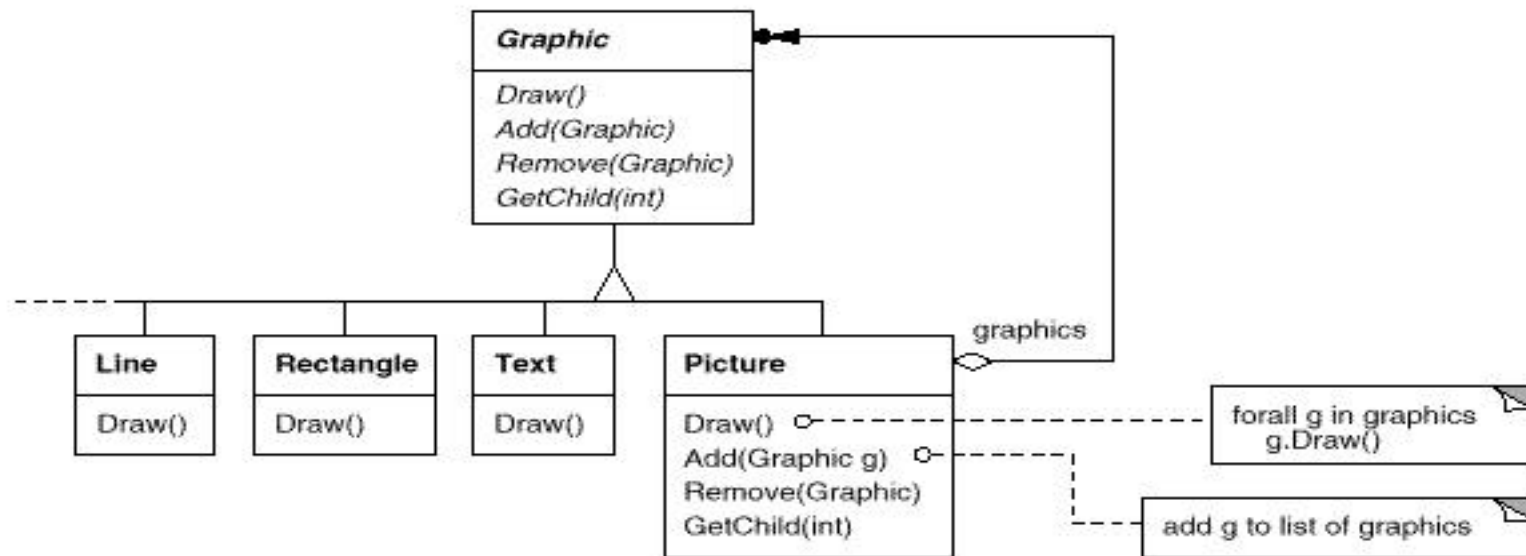 Graphic
Draw()
Add(Graphic)
Remove(Graphic)
GetChild(int)
graphics
Line
Draw()
Rectangle
Draw()
Text
Draw()
Picture
Draw()
Add(Graphic g)
Remove(Graphic)
GetChild(int)
forall g in graphics
g.Draw()
add g to list of graphics